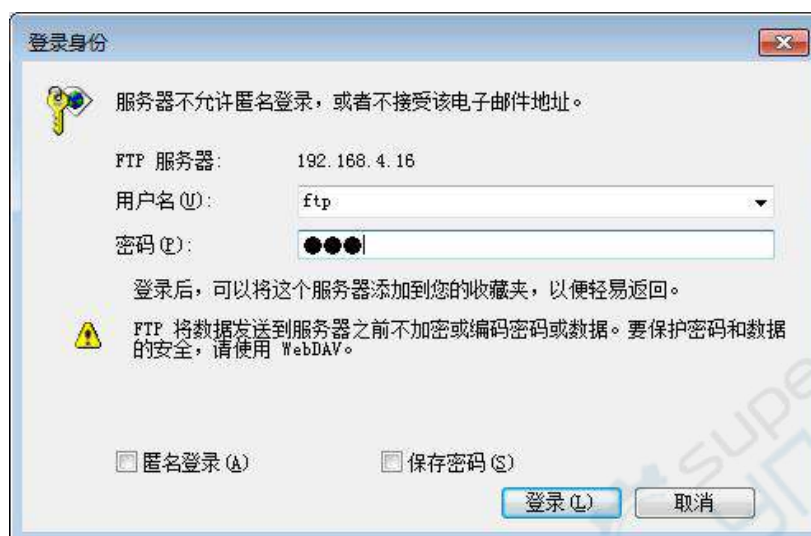 登录身份
服务器不允许匿名登录，或者不接受该电子邮件地址。
FTP 服务器: 192.168.4.16
用户名(U): ftp
密码(P): ●●●
登录后，可以将这个服务器添加到您的收藏夹，以便轻易返回。
FTP 将数据发送到服务器之前不加密或编码密码或数据。要保护密码和数据
的安全，请使用 WebDAV。
匿名登录(A) 保存密码(S)
登录(L) 取消